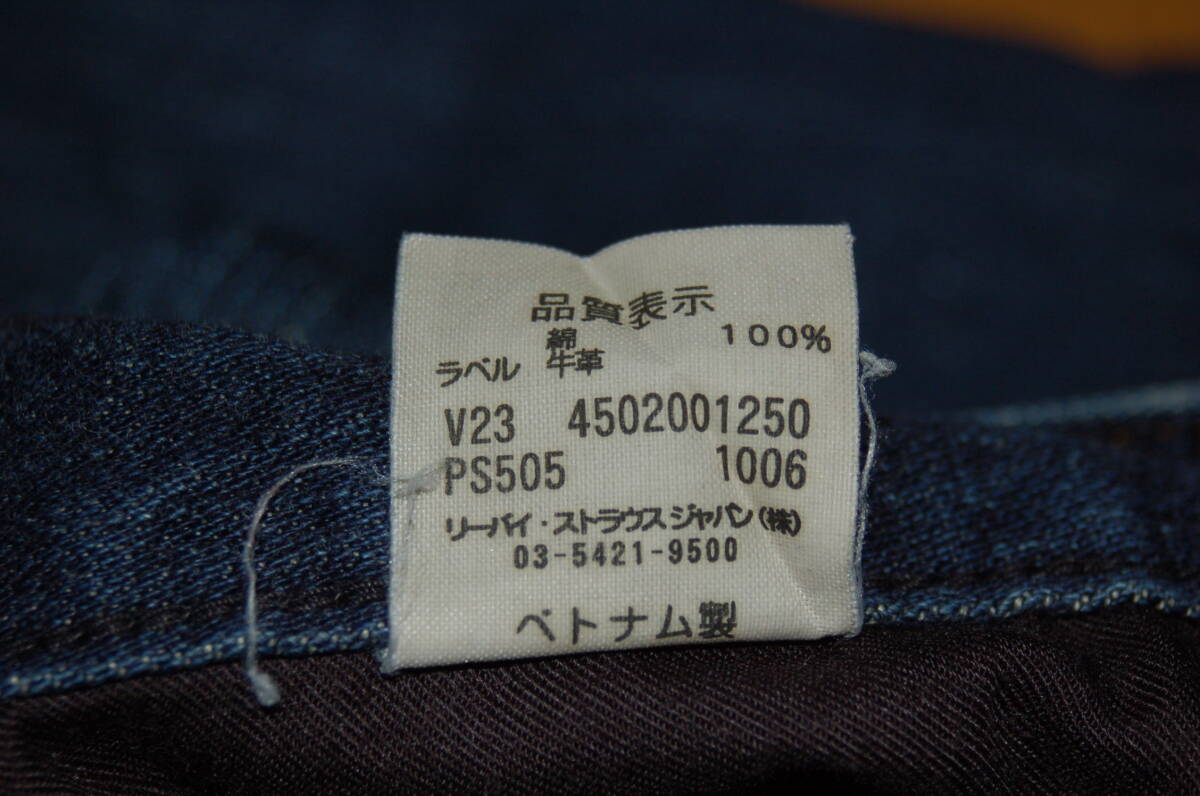 品質表示
綿 100%
ラベル 牛革
V23 4502001250
PS505 1006
リーバイ・ストラウスジャパン(株)
03-5421-9500
ベトナム製